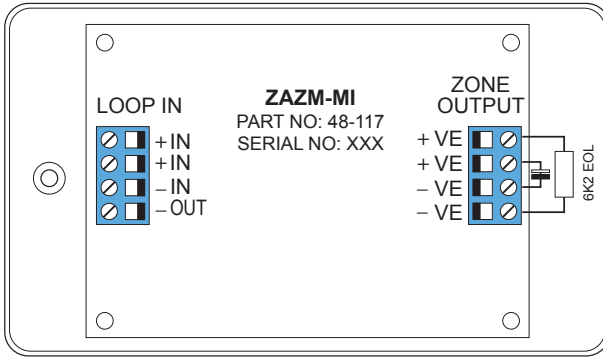 LOOP IN
+IN
+IN
–IN
–OUT
ZAZM-MI
PART NO: 48-117
SERIAL NO: XXX
ZONE
OUTPUT
+ VE
+ VE
– VE
– VE
6K2 EOL